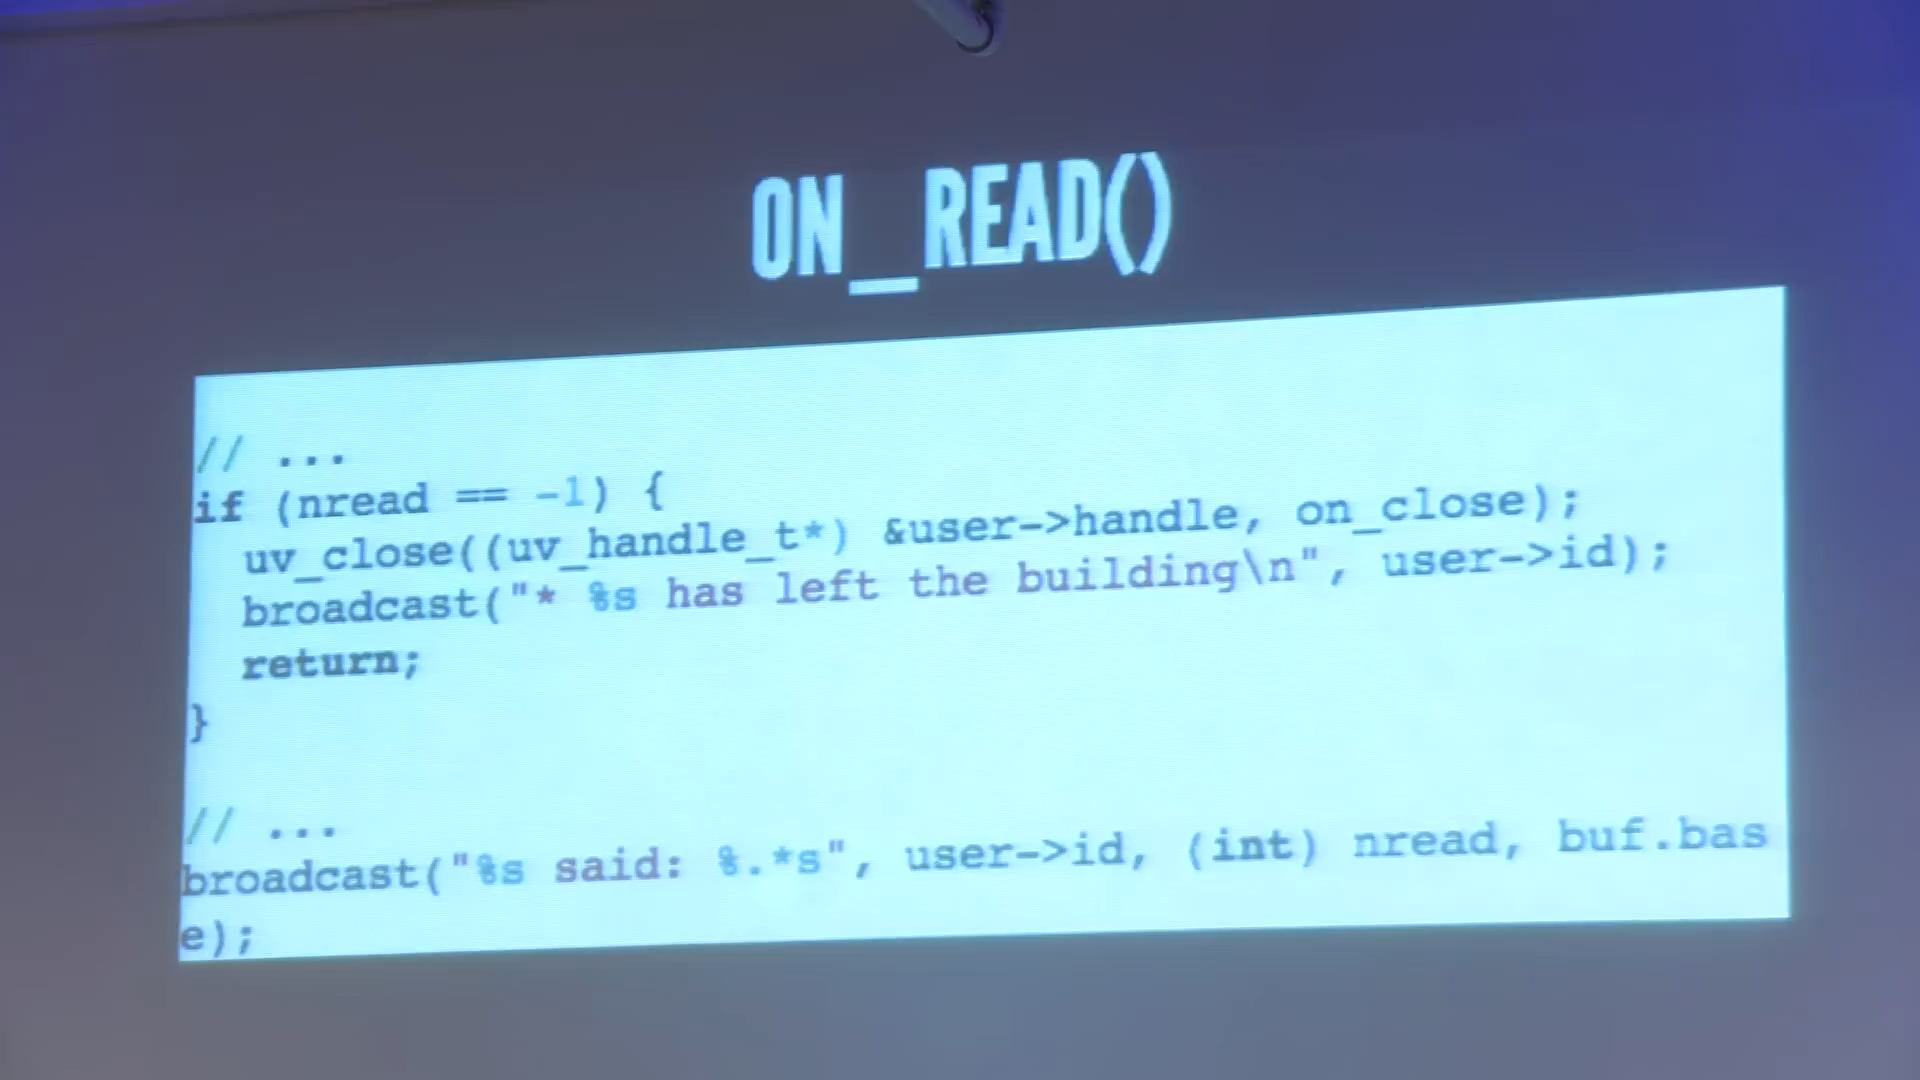 ON_READ()
// ...
if (nread == -1) {
  uv_close((uv_handle_t*) &user->handle, on_close);
  broadcast("* %s has left the building\n", user->id);
  return;
}
// ...
broadcast("%s said: %.*s", user->id, (int) nread, buf.bas
e);